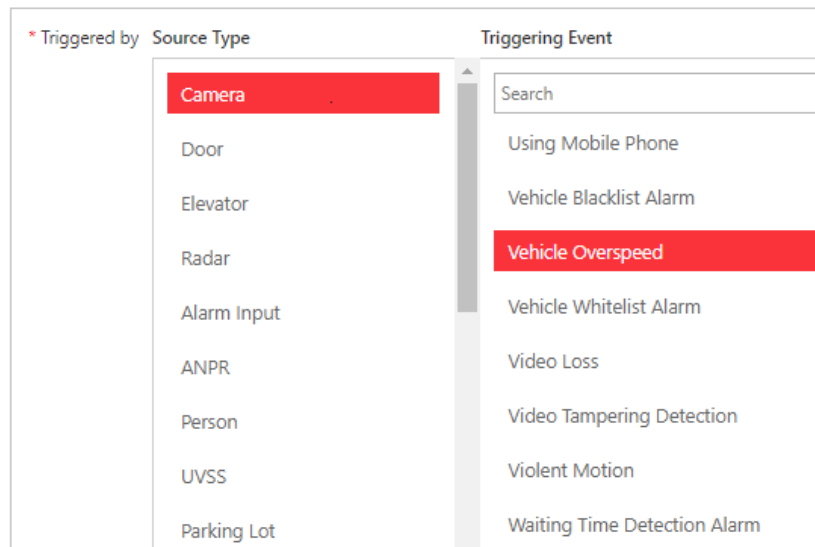 * Triggered by Source Type Triggering Event
Camera
Search
Door
Using Mobile Phone
Elevator
Vehicle Blacklist Alarm
Radar
Vehicle Overspeed
Alarm Input
Vehicle Whitelist Alarm
ANPR
Video Loss
Person
Video Tampering Detection
UVSS
Violent Motion
Parking Lot
Waiting Time Detection Alarm